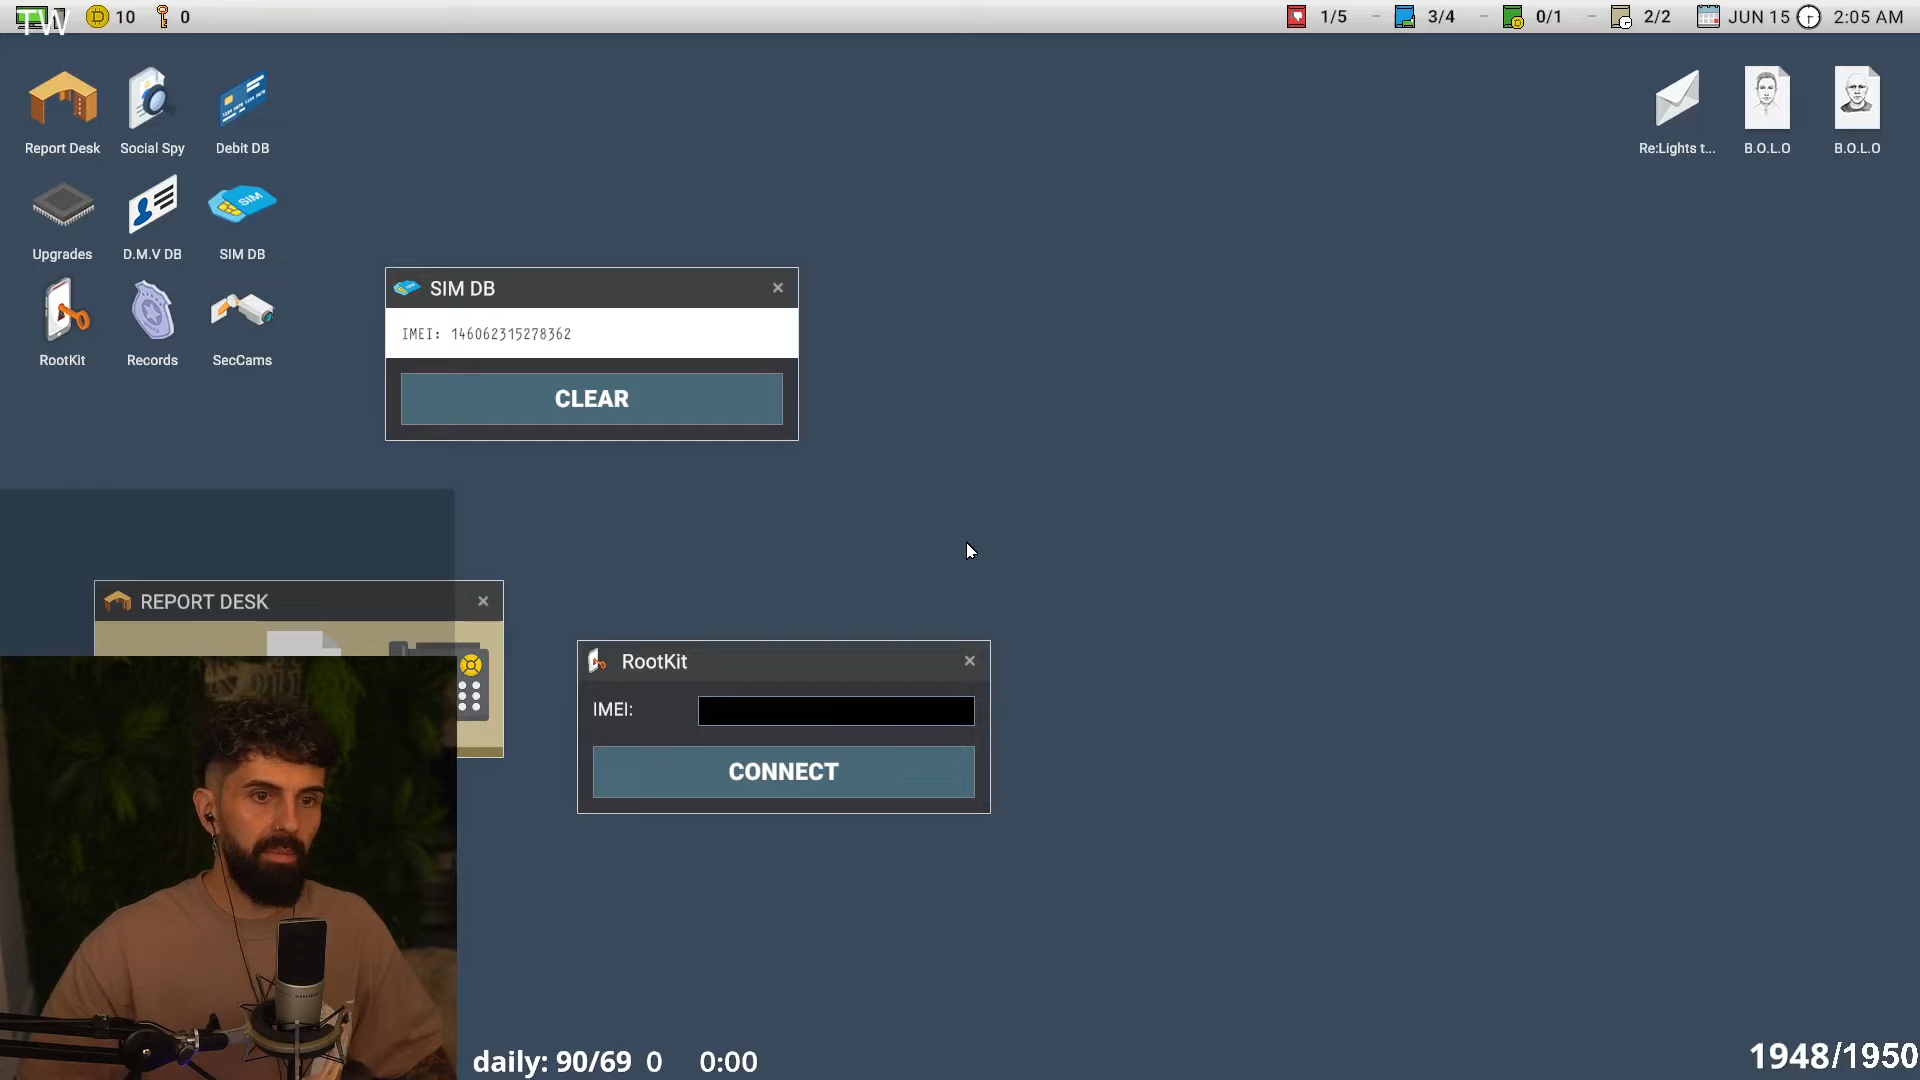 TW
10
0
1/5
3/4
0/1
2/2
JUN 15
2:05 AM
Report Desk
Social Spy
Debit DB
Re:Lights t...
B.O.L.O
B.O.L.O
Upgrades
D.M.V DB
SIM
SIM DB
RootKit
Records
SecCams
SIM DB
IMEI: 146062315278362
CLEAR
REPORT DESK
RootKit
IMEI:
CONNECT
daily: 90/69 0 0:00
1948/1950